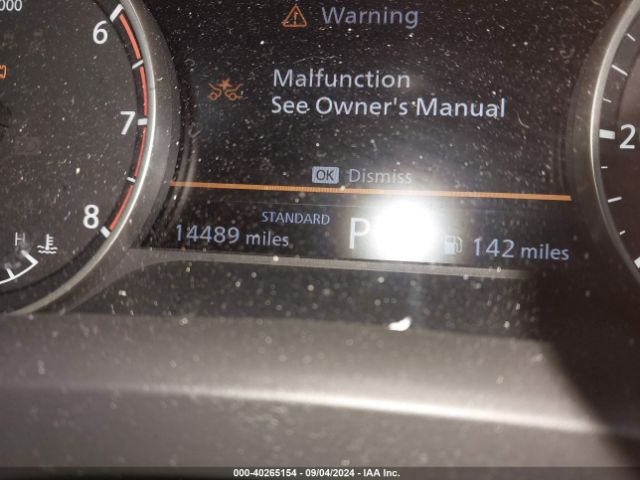 000
6
7
8
H
Warning
Malfunction
See Owner's Manual
OK Dismiss
STANDARD
14489 miles
P
142 miles
2
000-40265154 - 09/04/2024 - IAA Inc.